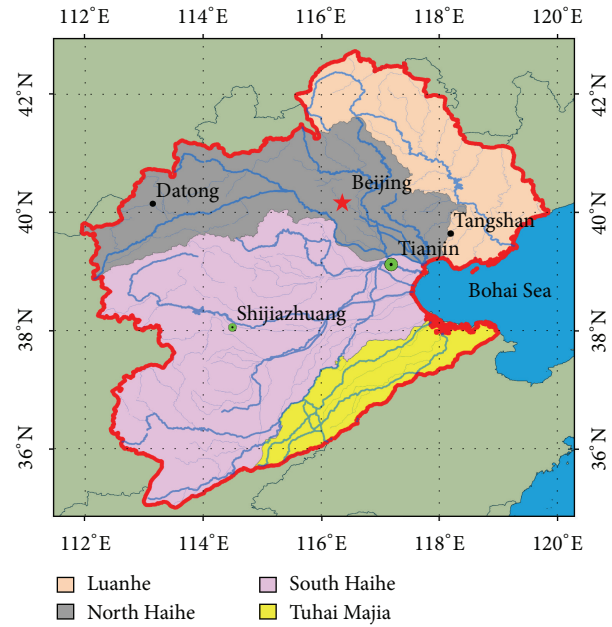 112°E 114°E 116°E 118°E 120°E
42°N 42°N
Beijing
Datong
40°N 40°N
Tangshan
Tianjin
Bohai Sea
Shijiazhuang
38°N 38°N
36°N 36°N
112°E 114°E 116°E 118°E 120°E
Luanhe South Haihe
North Haihe Tuhai Majia